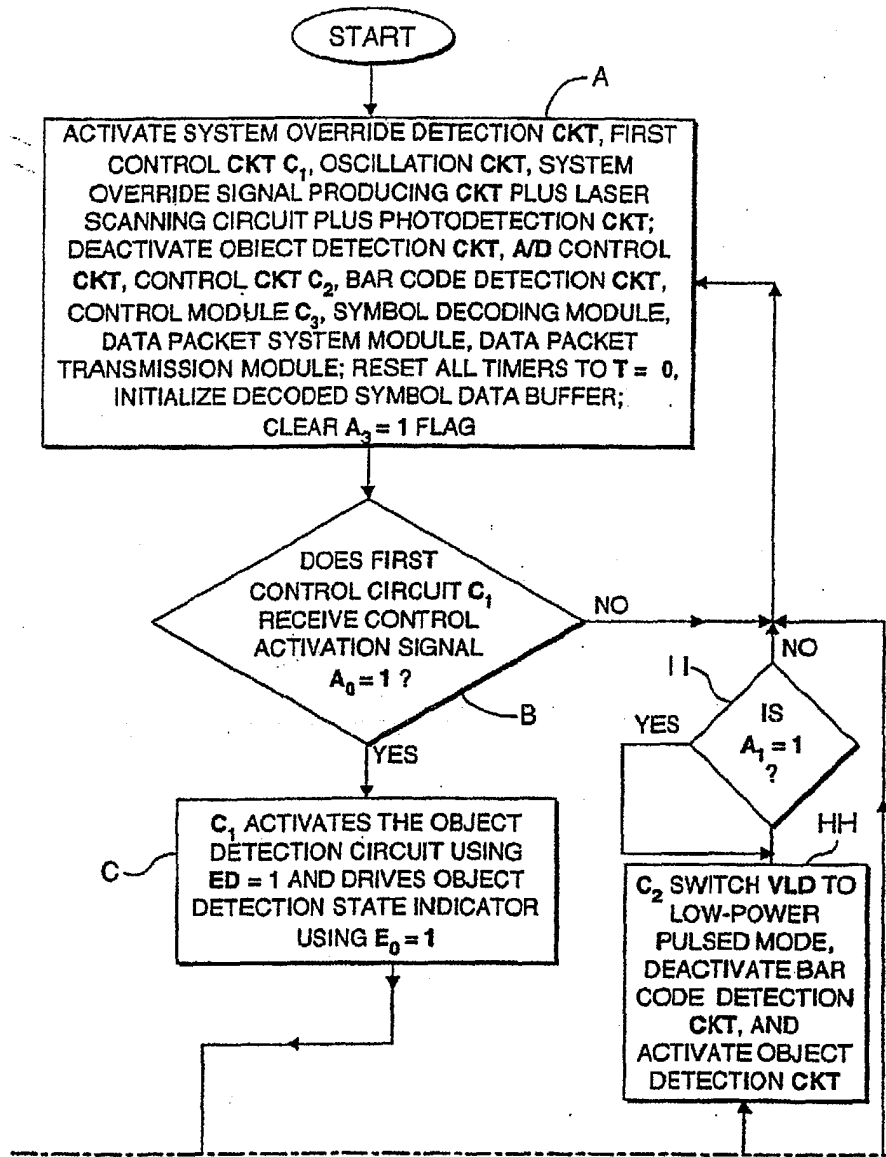 START
A
ACTIVATE SYSTEM OVERRIDE DETECTION CKT, FIRST
CONTROL CKT C₁, OSCILLATION CKT, SYSTEM
OVERRIDE SIGNAL PRODUCING CKT PLUS LASER
SCANNING CIRCUIT PLUS PHOTODETECTION CKT;
DEACTIVATE OBJECT DETECTION CKT, A/D CONTROL
CKT, CONTROL CKT C₂, BAR CODE DETECTION CKT,
CONTROL MODULE C₃, SYMBOL DECODING MODULE,
DATA PACKET SYSTEM MODULE, DATA PACKET
TRANSMISSION MODULE; RESET ALL TIMERS TO T = 0,
INITIALIZE DECODED SYMBOL DATA BUFFER;
CLEAR A₃ = 1 FLAG
DOES FIRST
CONTROL CIRCUIT C₁
RECEIVE CONTROL
ACTIVATION SIGNAL
A₀ = 1 ?
NO
B
YES
NO
II
YES
IS
A₁ = 1
?
C
C₁ ACTIVATES THE OBJECT
DETECTION CIRCUIT USING
ED = 1 AND DRIVES OBJECT
DETECTION STATE INDICATOR
USING E₀ = 1
HH
C₂ SWITCH VLD TO
LOW-POWER
PULSED MODE,
DEACTIVATE BAR
CODE DETECTION
CKT, AND
ACTIVATE OBJECT
DETECTION CKT